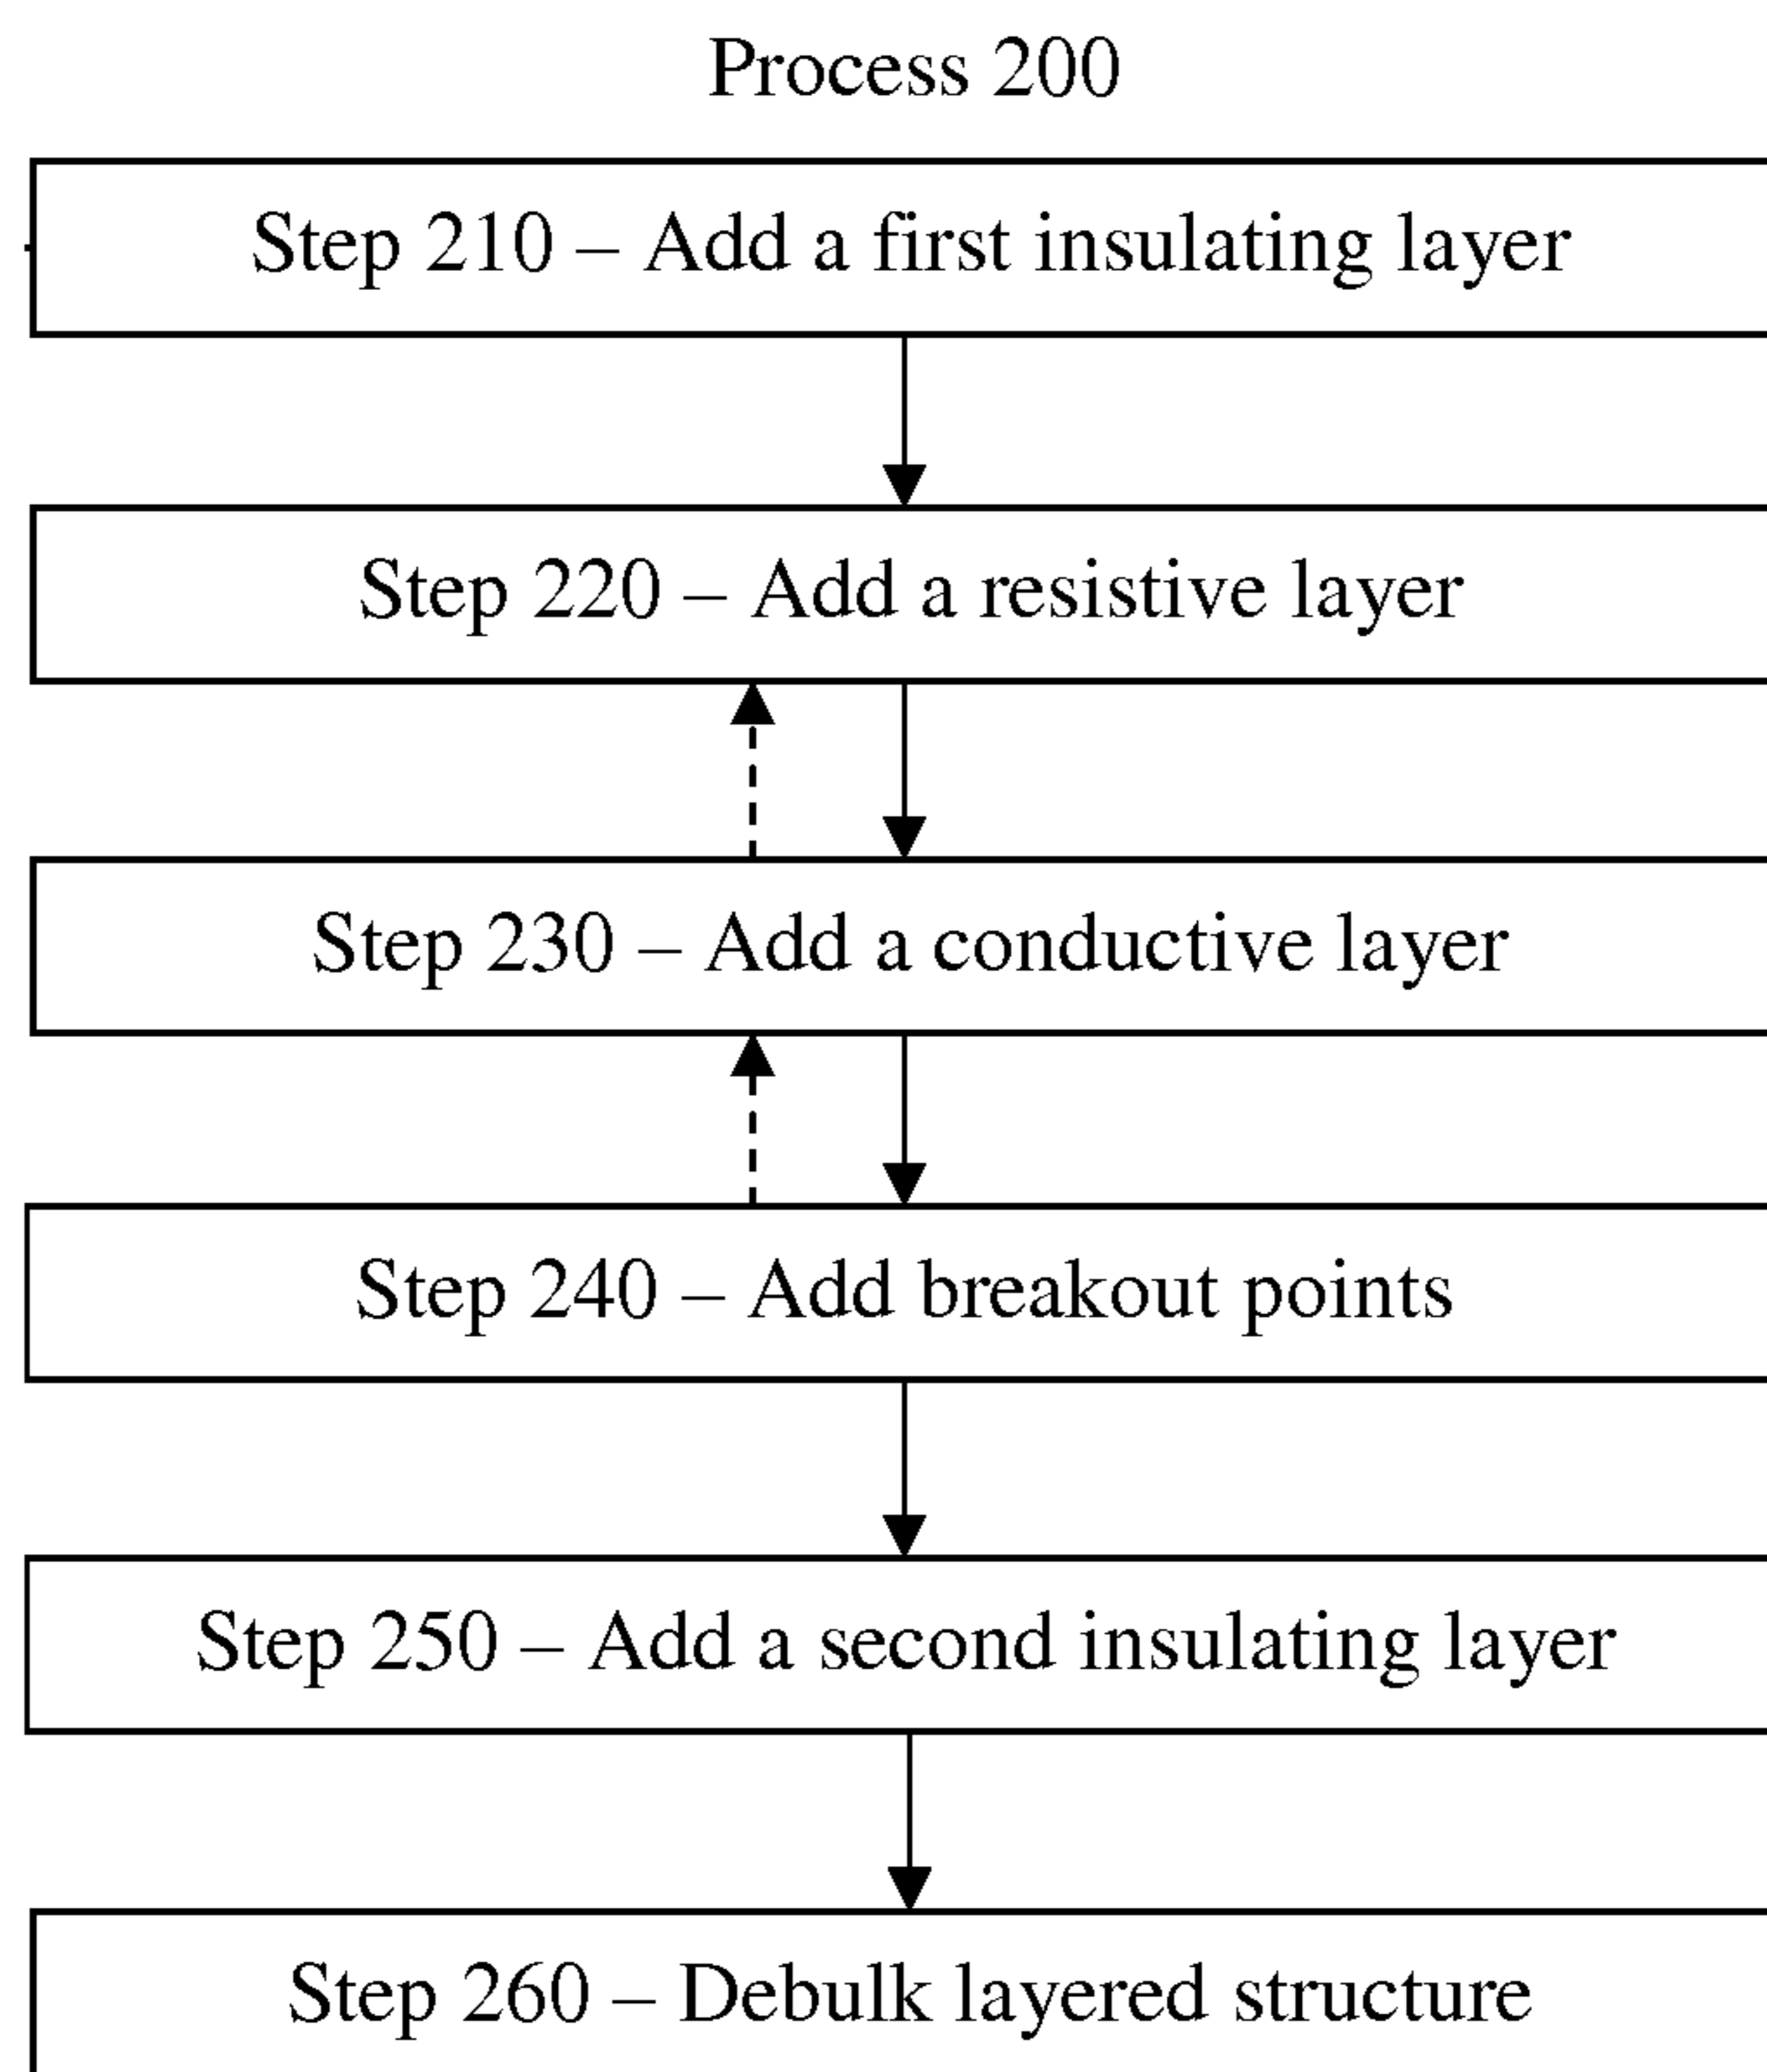 Process 200
Step 210 – Add a first insulating layer
Step 220 – Add a resistive layer
Step 230 – Add a conductive layer
Step 240 – Add breakout points
Step 250 – Add a second insulating layer
Step 260 – Debulk layered structure